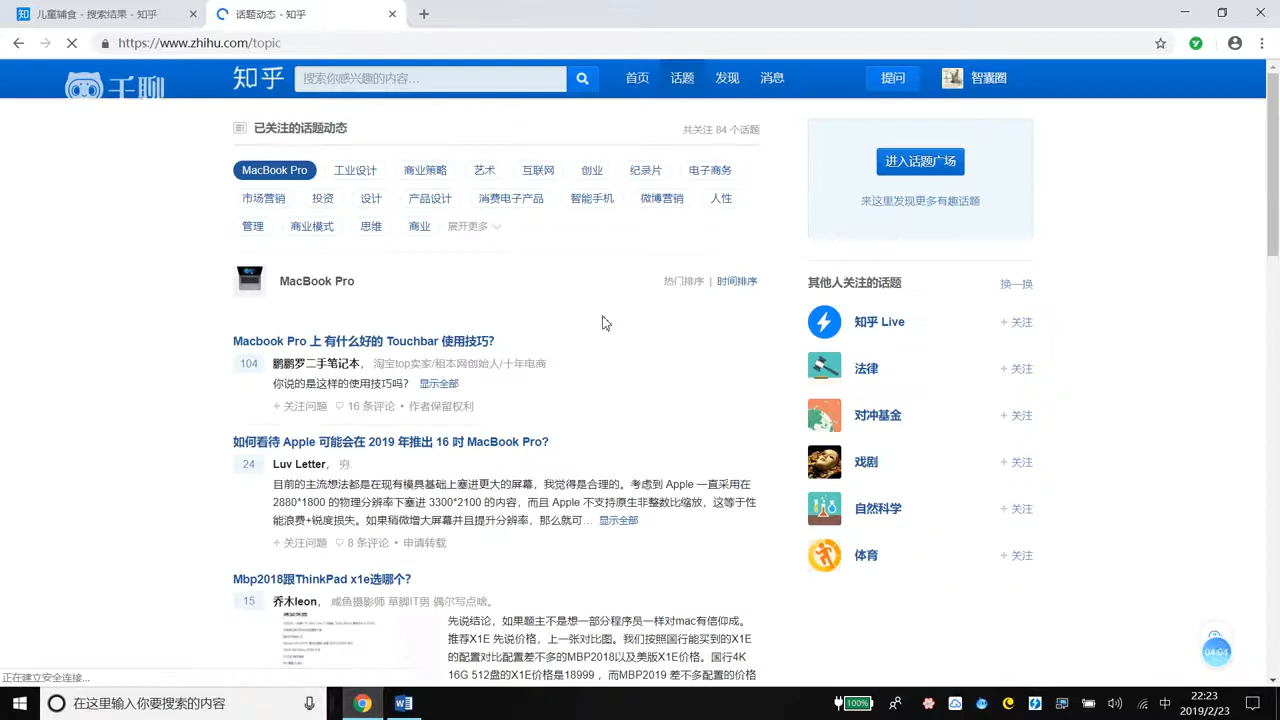 儿童辅食 - 搜索结果 - 知乎
话题动态 - 知乎
https://www.zhihu.com/topic
千聊
知乎
搜索你感兴趣的内容...
首页 话题 发现 消息
提问
智囊圈
已关注的话题动态
共关注 84 个话题
MacBook Pro 工业设计 商业策略 艺术 互联网 创业 纪录片 电子商务
市场营销 投资 设计 产品设计 消费电子产品 智能手机 微博营销 人性
管理 商业模式 思维 商业 展开更多
MacBook Pro
热门排序 | 时间排序
Macbook Pro 上 有什么好的 Touchbar 使用技巧?
104 鹏鹏罗二手笔记本， 淘宝top卖家/租本网创始人/十年电商
你说的是这样的使用技巧吗？ 显示全部
+ 关注问题 16 条评论 • 作者保留权利
如何看待 Apple 可能会在 2019 年推出 16 吋 MacBook Pro?
24 Luv Letter， 穷.
目前的主流想法都是在现有模具基础上塞进更大的屏幕，我觉得是合理的。考虑到 Apple 一直采用在
2880*1800 的物理分辨率下塞进 3300*2100 的内容，而且 Apple 不支持原生非整数比缩放，这等于性
能浪费+锐度损失。如果稍微增大屏幕并且提升分辨率，那么就可… 显示全部
+ 关注问题 8 条评论 • 申请转载
Mbp2018跟ThinkPad x1e选哪个?
15 乔木leon， 咸鱼摄影师 草脚IT男 偶尔写点啥。
先说结论，如果题主不是想一部分程序员一样对mac有信仰灵。
推荐X1E 先说价格，上一张对比图。我们按照国行能买到的X1E
的配置对比配置差不多的MBP2018以及美版X1E价格。国行X
16G 512盘的X1E价格是18999 ，而MBP2019 差不多配置的价格
进入话题广场
来这里发现更多有趣话题
其他人关注的话题
换一换
知乎 Live + 关注
法律 + 关注
对冲基金 + 关注
戏剧 + 关注
自然科学 + 关注
体育 + 关注
04:04
正在建立安全连接...
在这里输入你要搜索的内容
100%
中
22:23
2019/2/23